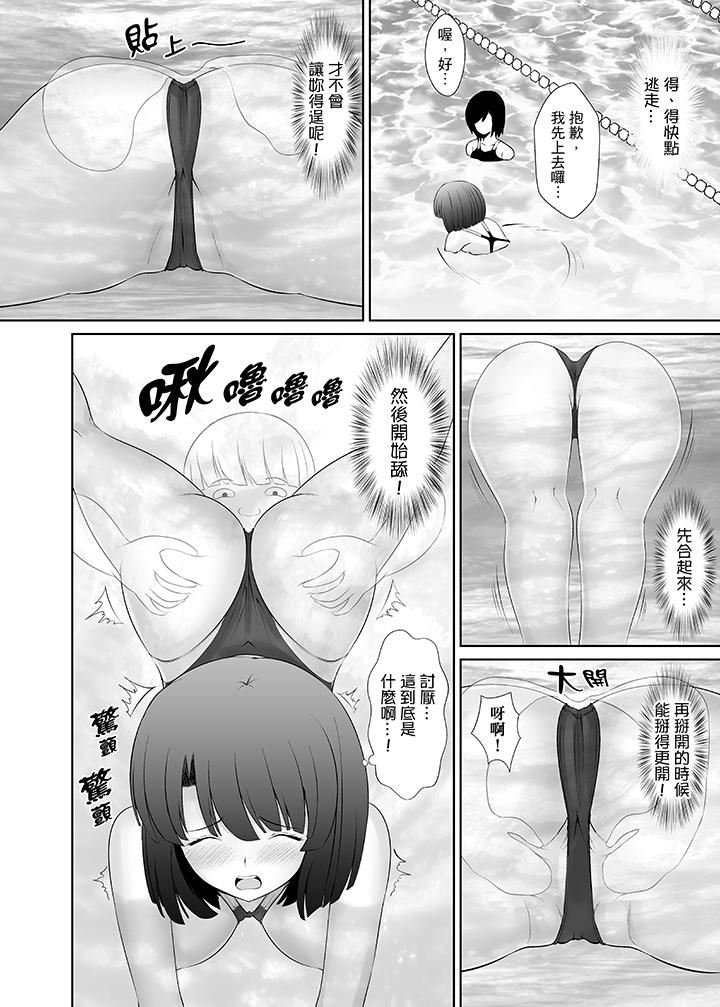 得、得快點
逃走…
喔，好…
抱歉，
我先上去囉…
貼上～
才不會
讓妳得逞呢！
先合起來…
大開
再掰開的時候
能掰得更開！
呀啊！
啾嚕嚕嚕
然後開始舔！
討厭…
這到底是
什麼啊…！
驚顫
驚顫